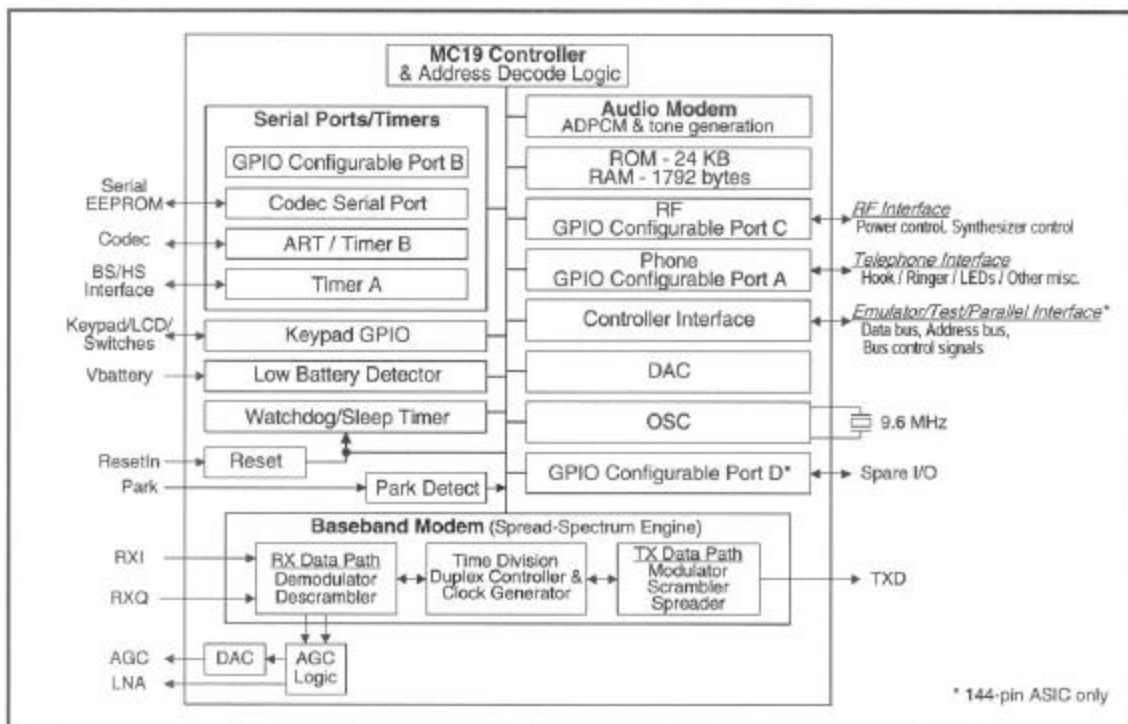 MC19 Controller
& Address Decode Logic
Serial Ports/Timers
GPIO Configurable Port B
Codec Serial Port
ART / Timer B
Timer A
Serial
EEPROM
Codec
BS/HS
Interface
Keypad/LCD/
Switches
Keypad GPIO
Vbattery
Low Battery Detector
Watchdog/Sleep Timer
ResetIn
Reset
Park
Park Detect
Audio Modem
ADPCM & tone generation
ROM - 24 KB
RAM - 1792 bytes
RF
GPIO Configurable Port C
RF Interface
Power control, Synthesizer control
Phone
GPIO Configurable Port A
Telephone Interface
Hook / Ringer / LEDs / Other misc.
Controller Interface
Emulator/Test/Parallel Interface*
Data bus, Address bus,
Bus control signals
DAC
OSC
9.6 MHz
GPIO Configurable Port D*
Spare I/O
Baseband Modem (Spread-Spectrum Engine)
RXI
RXQ
RX Data Path
Demodulator
Descrambler
Time Division
Duplex Controller &
Clock Generator
TX Data Path
Modulator
Scrambler
Spreader
TXD
AGC
LNA
DAC
AGC
Logic
* 144-pin ASIC only